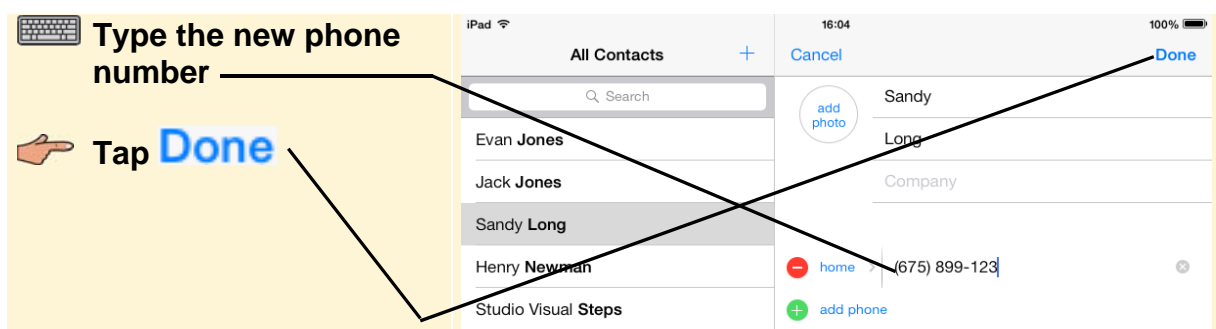 Type the new phone
number
Tap Done
iPad 16:04 100%
All Contacts +
Cancel Done
Search
add
photo
Sandy
Long
Company
Evan Jones
Jack Jones
Sandy Long
Henry Newman
Studio Visual Steps
home (675) 899-123
add phone